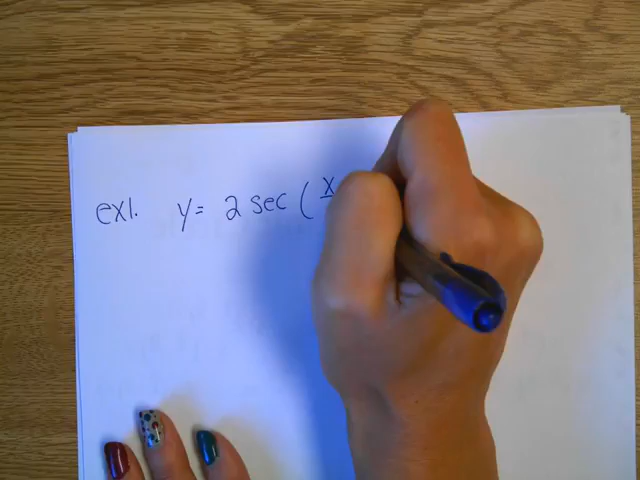 ex1. y= 2 sec ( x